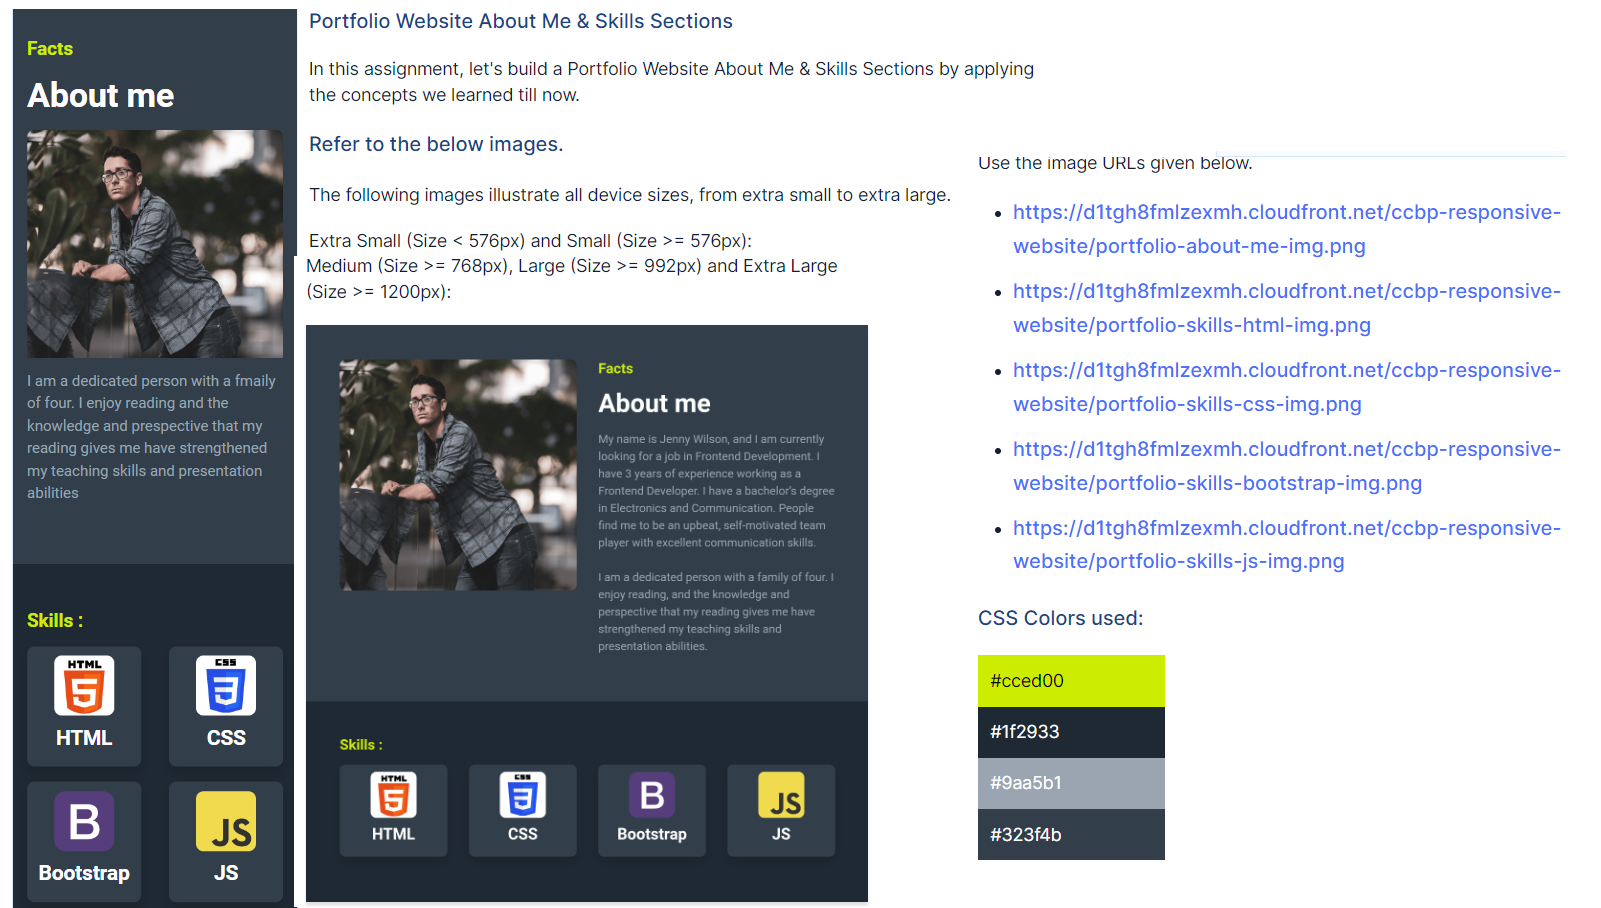 Facts
About me
I am a dedicated person with a fmaily
of four. I enjoy reading and the
knowledge and prespective that my
reading gives me have strengthened
my teaching skills and presentation
abilities
Skills :
HTML
HTML
CSS
CSS
B
Bootstrap
JS
JS
Portfolio Website About Me & Skills Sections
In this assignment, let's build a Portfolio Website About Me & Skills Sections by applying
the concepts we learned till now.
Refer to the below images.
The following images illustrate all device sizes, from extra small to extra large.
Extra Small (Size < 576px) and Small (Size >= 576px):
Medium (Size >= 768px), Large (Size >= 992px) and Extra Large
(Size >= 1200px):
Facts
About me
My name is Jenny Wilson, and I am currently
looking for a job in Frontend Development. I
have 3 years of experience working as a
Frontend Developer. I have a bachelor's degree
in Electronics and Communication. People
find me to be an upbeat, self-motivated team
player with excellent communication skills.
I am a dedicated person with a family of four. I
enjoy reading, and the knowledge and
perspective that my reading gives me have
strengthened my teaching skills and
presentation abilities.
Skills :
HTML
HTML
CSS
CSS
B
Bootstrap
JS
JS
Use the image URLs given below.
https://d1tgh8fmlzexmh.cloudfront.net/ccbp-responsive-
website/portfolio-about-me-img.png
https://d1tgh8fmlzexmh.cloudfront.net/ccbp-responsive-
website/portfolio-skills-html-img.png
https://d1tgh8fmlzexmh.cloudfront.net/ccbp-responsive-
website/portfolio-skills-css-img.png
https://d1tgh8fmlzexmh.cloudfront.net/ccbp-responsive-
website/portfolio-skills-bootstrap-img.png
https://d1tgh8fmlzexmh.cloudfront.net/ccbp-responsive-
website/portfolio-skills-js-img.png
CSS Colors used:
#cced00
#1f2933
#9aa5b1
#323f4b